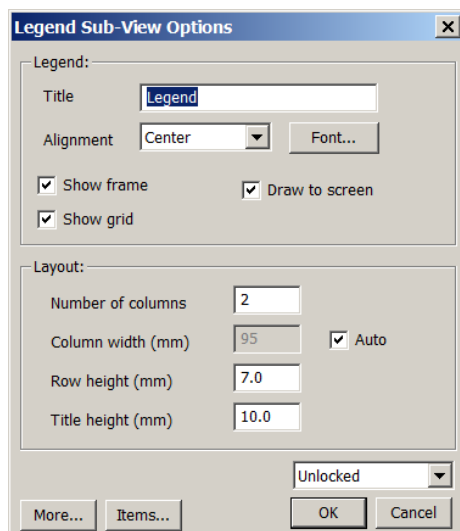 Legend Sub-View Options
Legend:
Title Legend
Alignment Center Font...
Show frame Draw to screen
Show grid
Layout:
Number of columns 2
Column width (mm) 95 Auto
Row height (mm) 7.0
Title height (mm) 10.0
Unlocked
More... Items... OK Cancel